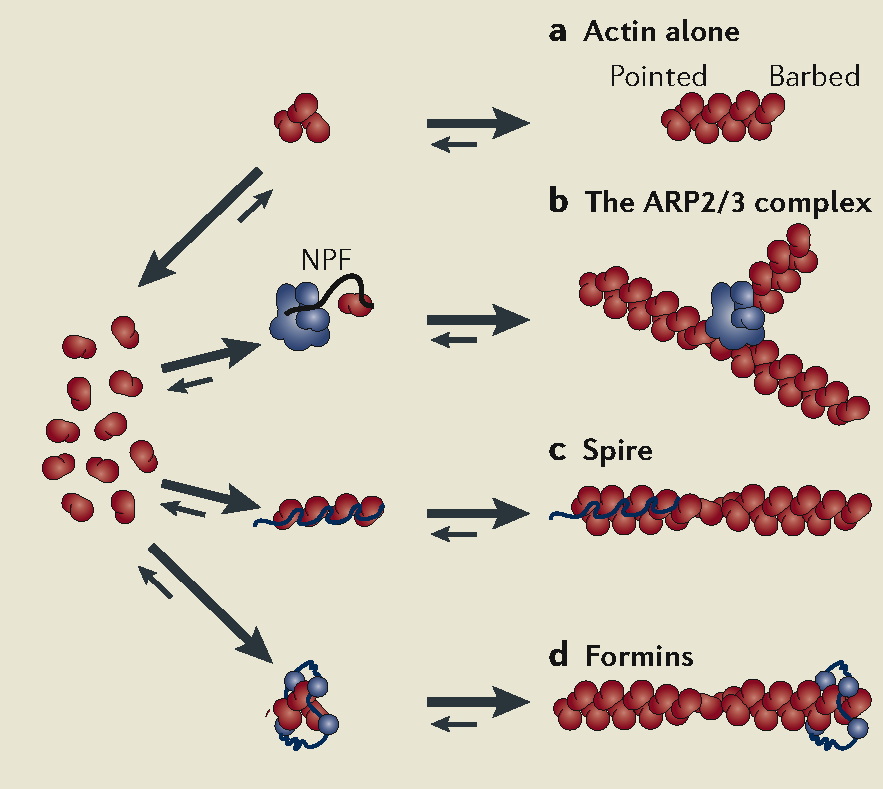 a Actin alone
Pointed Barbed
b The ARP2/3 complex
NPF
c Spire
d Formins